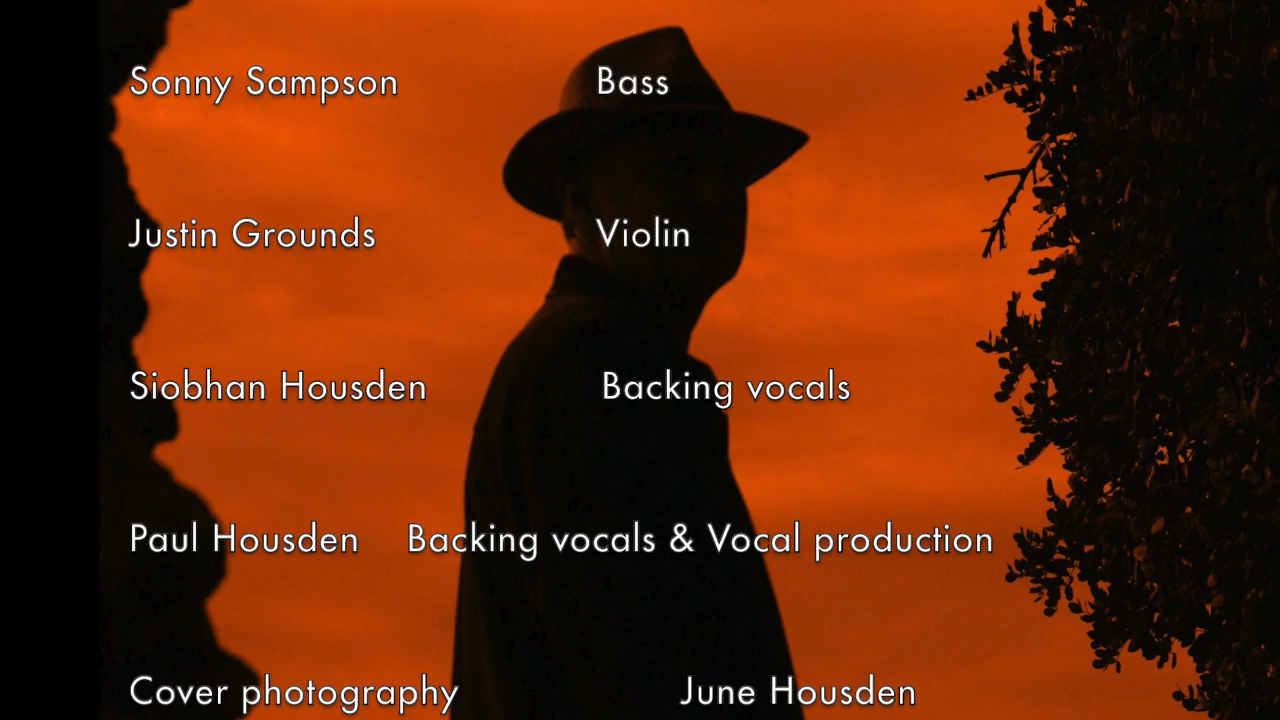 Sonny Sampson Bass
Justin Grounds Violin
Siobhan Housden Backing vocals
Paul Housden Backing vocals & Vocal production
Cover photography June Housden